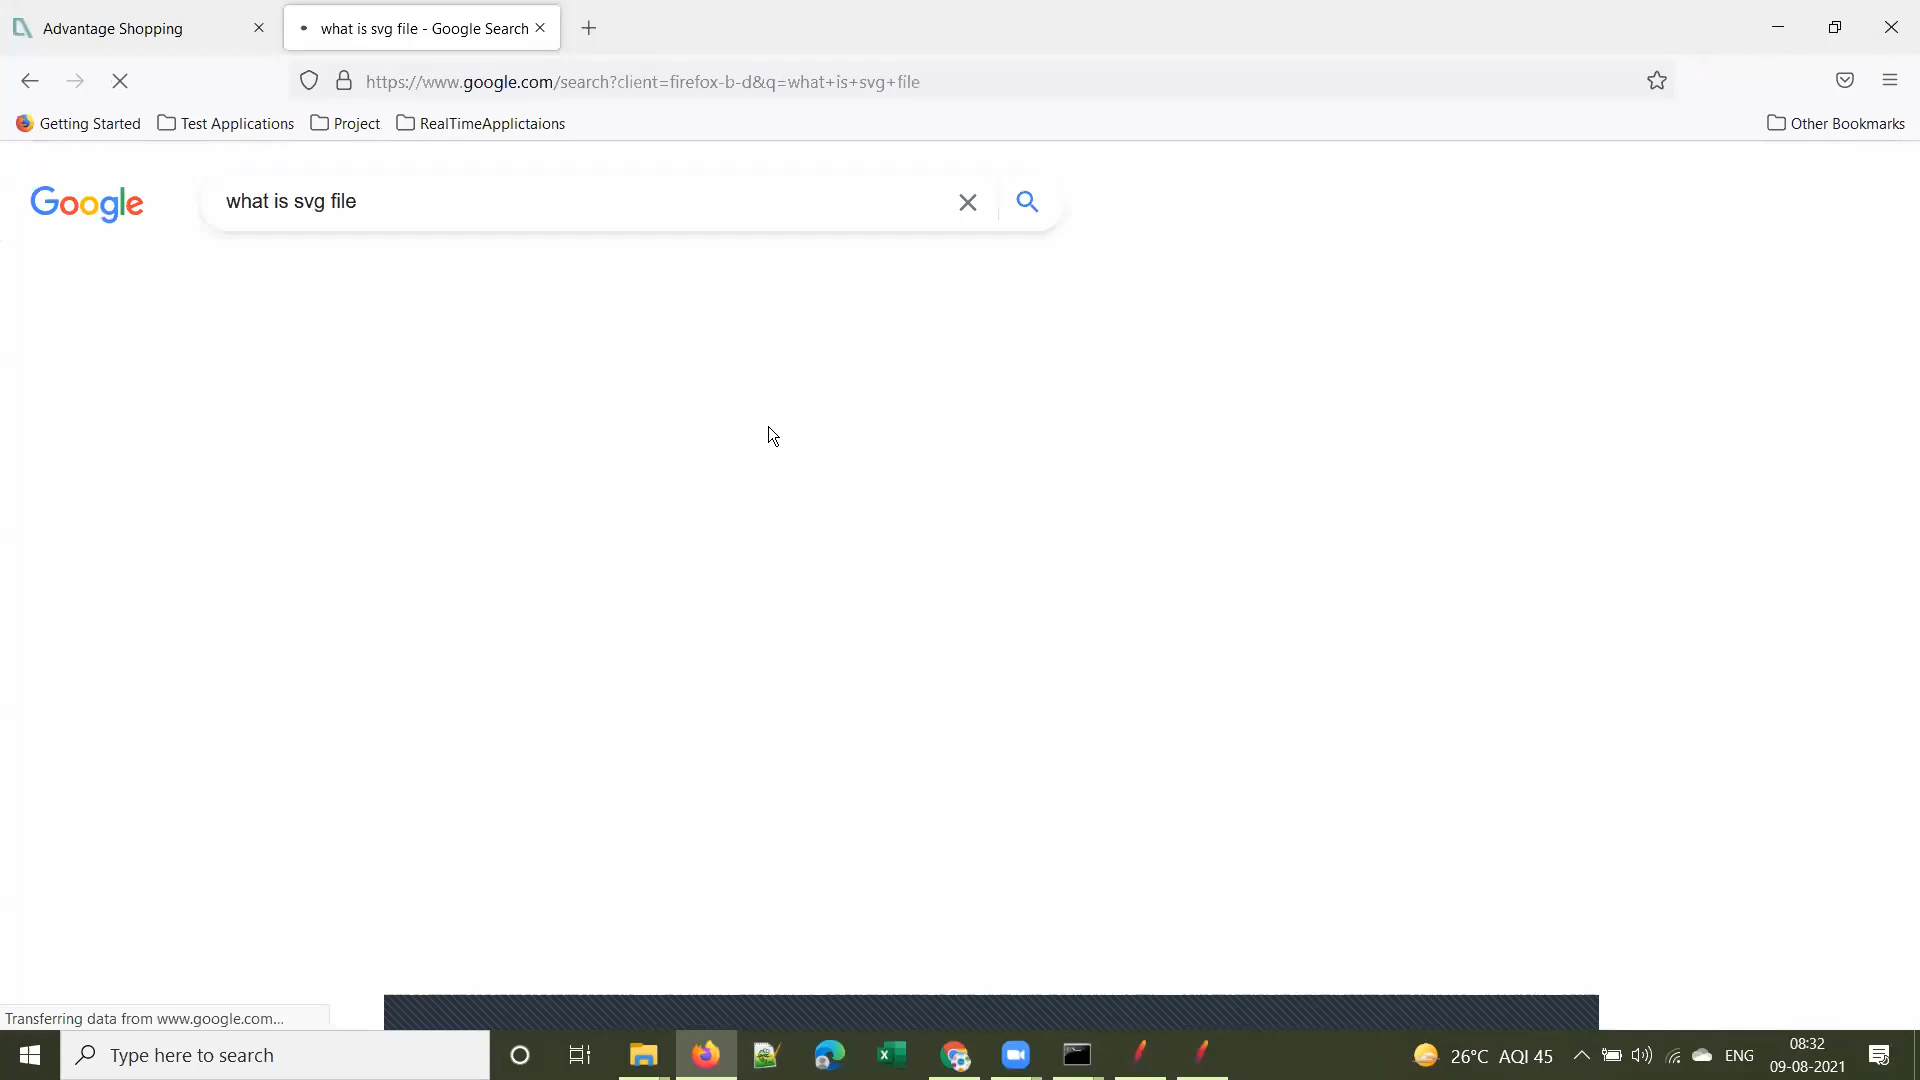 Advantage Shopping
what is svg file - Google Search
https://www.google.com/search?client=firefox-b-d&q=what+is+svg+file
Getting Started
Test Applications
Project
RealTimeApplictaions
Other Bookmarks
Google
what is svg file
Transferring data from www.google.com...
Type here to search
26°C AQI 45
ENG
08:32
09-08-2021